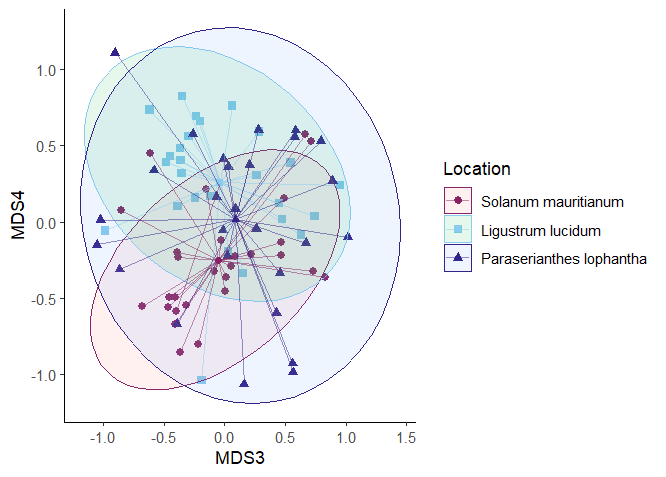 1.0
0.5
0.0
-0.5
-1.0
MDS4
-1.0 -0.5 0.0 0.5 1.0 1.5
MDS3
Location
Solanum mauritianum
Ligustrum lucidum
Paraserianthes lophantha